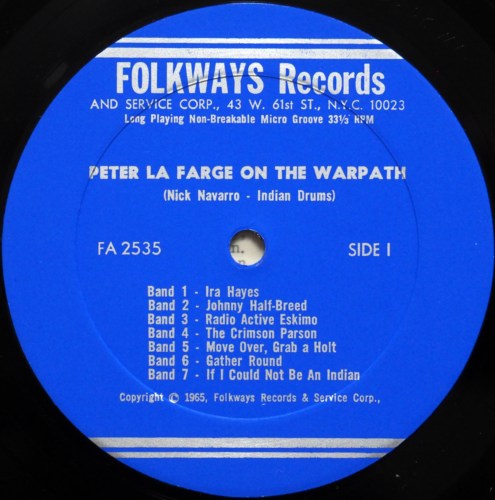 FOLKWAYS Records
AND SERVICE CORP., 43 W. 61st ST., N.Y.C. 10023
Long Playing Non-Breakable Micro Groove 33⅓ RPM
PETER LA FARGE ON THE WARPATH
(Nick Navarro - Indian Drums)
FA 2535 SIDE I
Band 1 - Ira Hayes
Band 2 - Johnny Half-Breed
Band 3 - Radio Active Eskimo
Band 4 - The Crimson Parson
Band 5 - Move Over, Grab a Holt
Band 6 - Gather Round
Band 7 - If I Could Not Be An Indian
Copyright © 1965, Folkways Records & Service Corp.,